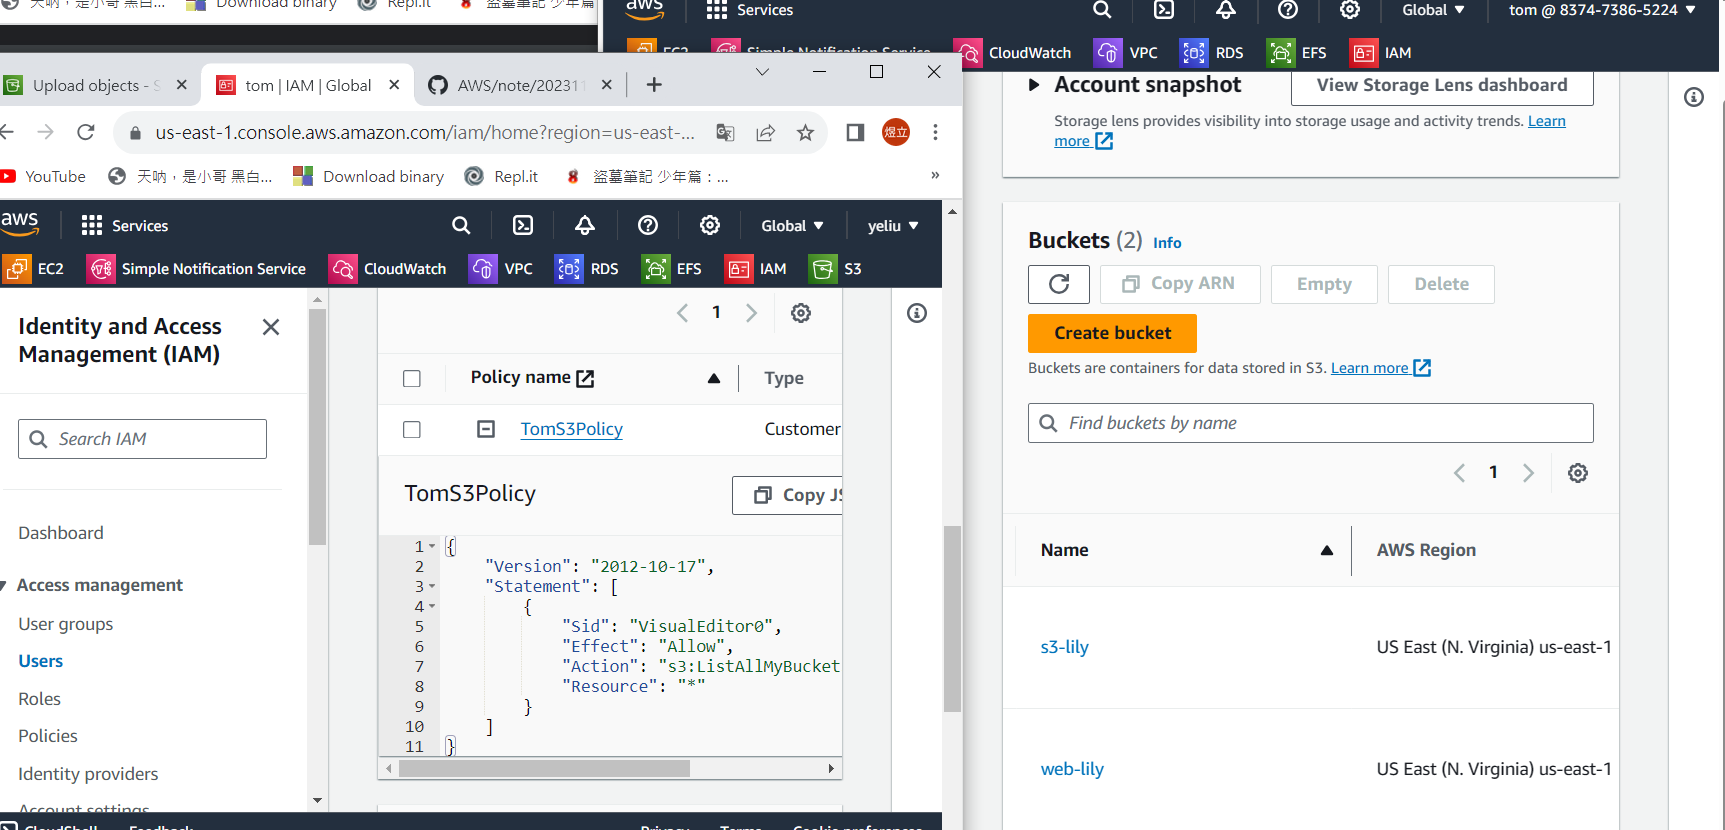 天吶，是小哥 黑白...
Download binary
Repl.it
盜墓筆記 少年篇
aws
Services
Global
tom @ 8374-7386-5224
EC2
Simple Notification Service
CloudWatch
VPC
RDS
EFS
IAM
Upload objects - S
tom | IAM | Global
AWS/note/202311
us-east-1.console.aws.amazon.com/iam/home?region=us-east-...
煜立
YouTube
天吶，是小哥 黑白...
Download binary
Repl.it
盜墓筆記 少年篇：...
»
aws
Services
Global
yeliu
EC2
Simple Notification Service
CloudWatch
VPC
RDS
EFS
IAM
S3
Identity and Access
Management (IAM)
Search IAM
Dashboard
Access management
User groups
Users
Roles
Policies
Identity providers
Account settings
1
Policy name
Type
TomS3Policy
Customer
TomS3Policy
Copy JS
1 {
2 "Version": "2012-10-17",
3 "Statement": [
4 {
5 "Sid": "VisualEditor0",
6 "Effect": "Allow",
7 "Action": "s3:ListAllMyBucket
8 "Resource": "*"
9 }
10 ]
11 }
CloudShell
Feedback
Privacy
Terms
Cookie preferences
Account snapshot
View Storage Lens dashboard
Storage lens provides visibility into storage usage and activity trends. Learn
more
Buckets (2) Info
Copy ARN
Empty
Delete
Create bucket
Buckets are containers for data stored in S3. Learn more
Find buckets by name
1
Name
AWS Region
s3-lily
US East (N. Virginia) us-east-1
web-lily
US East (N. Virginia) us-east-1